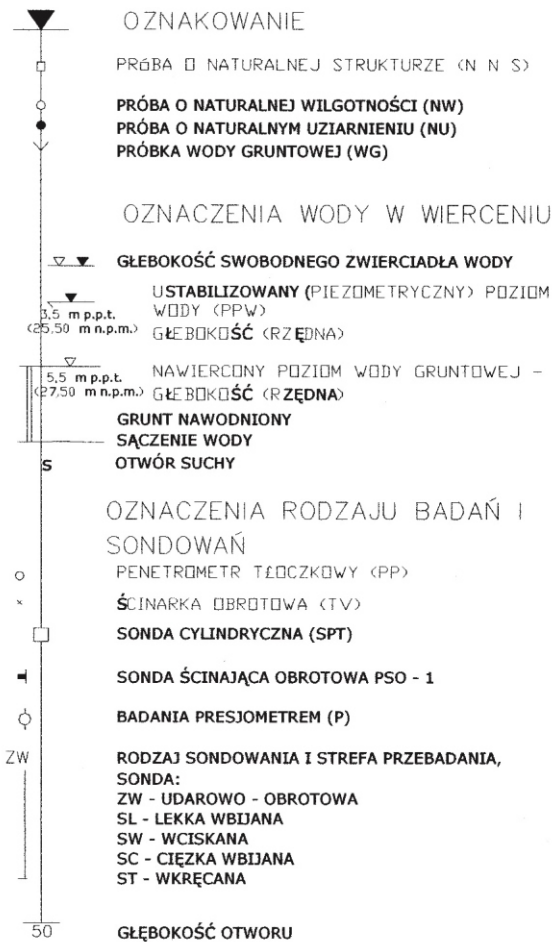 OZNAKOWANIE
PRÓBA O NATURALNEJ STRUKTURZE (N N S)
PRÓBA O NATURALNEJ WILGOTNOŚCI (NW)
PRÓBA O NATURALNYM UZIARNIENIU (NU)
PRÓBKA WODY GRUNTOWEJ (WG)
OZNACZENIA WODY W WIERCENIU
GŁEBOKOŚĆ SWOBODNEGO ZWIERCIADŁA WODY
USTABILIZOWANY (PIEZOMETRYCZNY) POZIOM
3,5 m p.p.t. WODY (PPW)
(25,50 m n.p.m.) GŁEBOKOŚĆ (RZĘDNA)
5,5 m p.p.t. NAWIERCONY POZIOM WODY GRUNTOWEJ -
(27,50 m n.p.m.) GŁEBOKOŚĆ (RZĘDNA)
GRUNT NAWODNIONY
SĄCZENIE WODY
S OTWÓR SUCHY
OZNACZENIA RODZAJU BADAŃ I
SONDOWAŃ
PENETROMETR TŁOCZKOWY (PP)
ŚCINARKA OBROTOWA (TV)
SONDA CYLINDRYCZNA (SPT)
SONDA ŚCINAJĄCA OBROTOWA PSO - 1
BADANIA PRESJOMETREM (P)
ZW RODZAJ SONDOWANIA I STREFA PRZEBADANIA,
SONDA:
ZW - UDAROWO - OBROTOWA
SL - LEKKA WBIJANA
SW - WCISKANA
SC - CIĘZKA WBIJANA
ST - WKRĘCANA
50 GŁĘBOKOŚĆ OTWORU